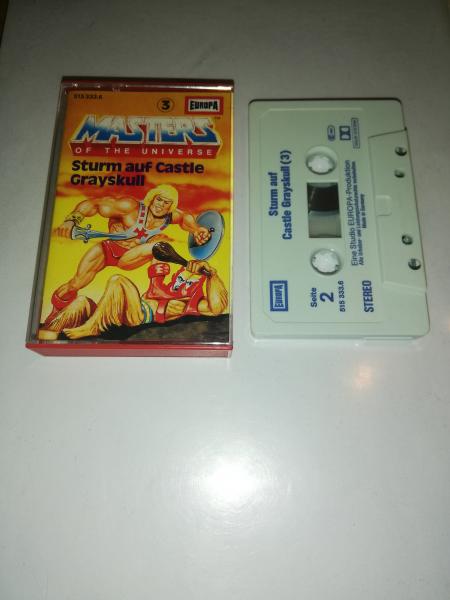 515 333.6
3
EUROPA
MASTERS
OF THE UNIVERSE
TM
Sturm auf Castle
Grayskull
Sturm auf
Castle Grayskull (3)
EUROPA
Seite
2
515 333.6
STEREO
Eine Studio EUROPA-Produktion
Made in Germany